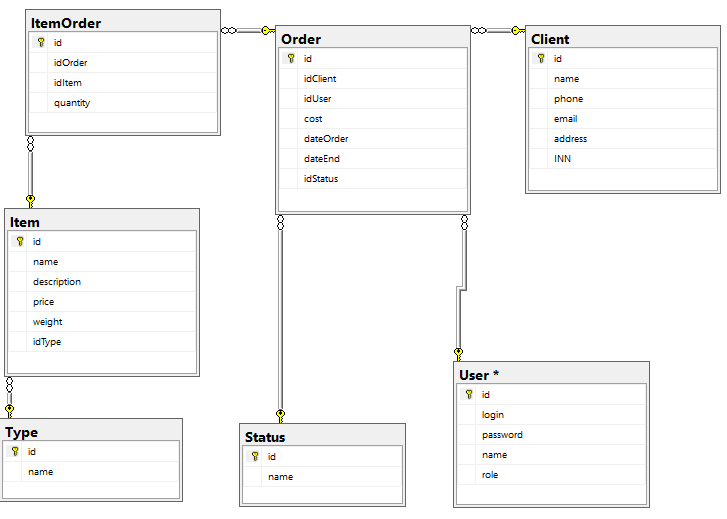 ItemOrder
id
idOrder
idItem
quantity
Order
id
idClient
idUser
cost
dateOrder
dateEnd
idStatus
Client
id
name
phone
email
address
INN
Item
id
name
description
price
weight
idType
Type
id
name
Status
id
name
User *
id
login
password
name
role